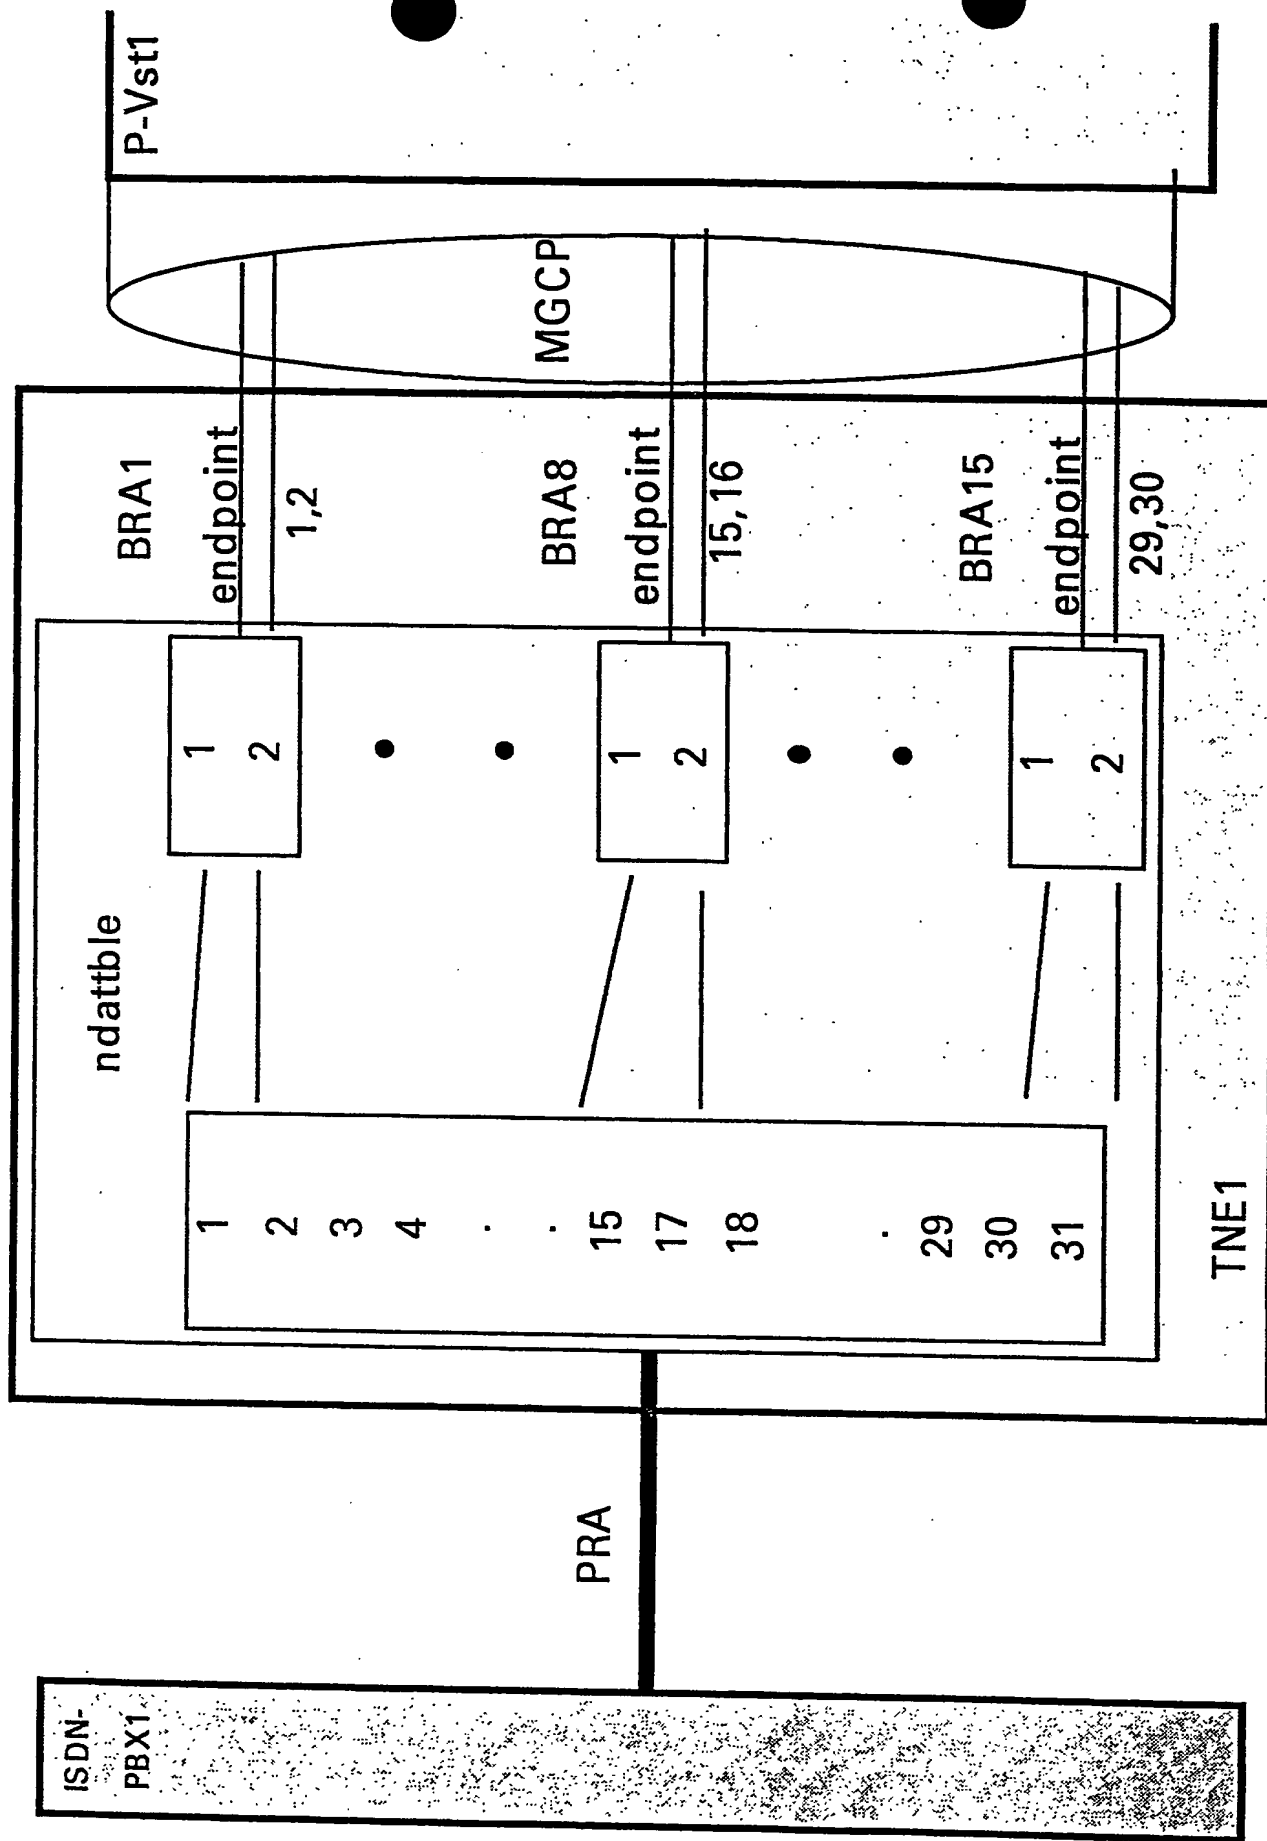 ISDN-
PBX1
PRA
TNE1
ndattble
1
2
3
4
.
.
15
17
18
.
29
30
31
1
2
1
2
1
2
BRA1
endpoint
1,2
BRA8
endpoint
15,16
BRA15
endpoint
29,30
MGCP
P-Vst1